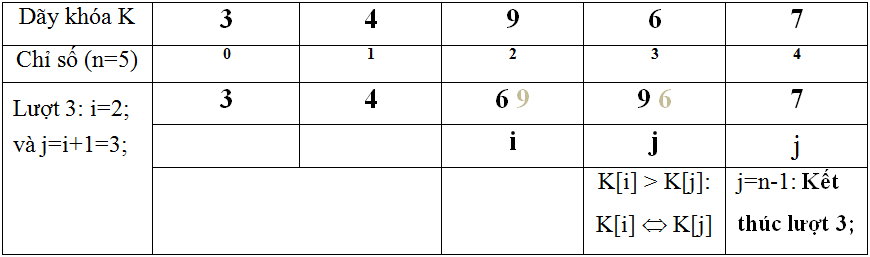 Dãy khóa K 3 4 9 6 7
Chỉ số (n=5) 0 1 2 3 4
Lượt 3: i=2; 3 4 6 9 9 6 7
và j=i+1=3; i j j
K[i] > K[j]: j=n-1: Kết
K[i] ⇔ K[j] thúc lượt 3;